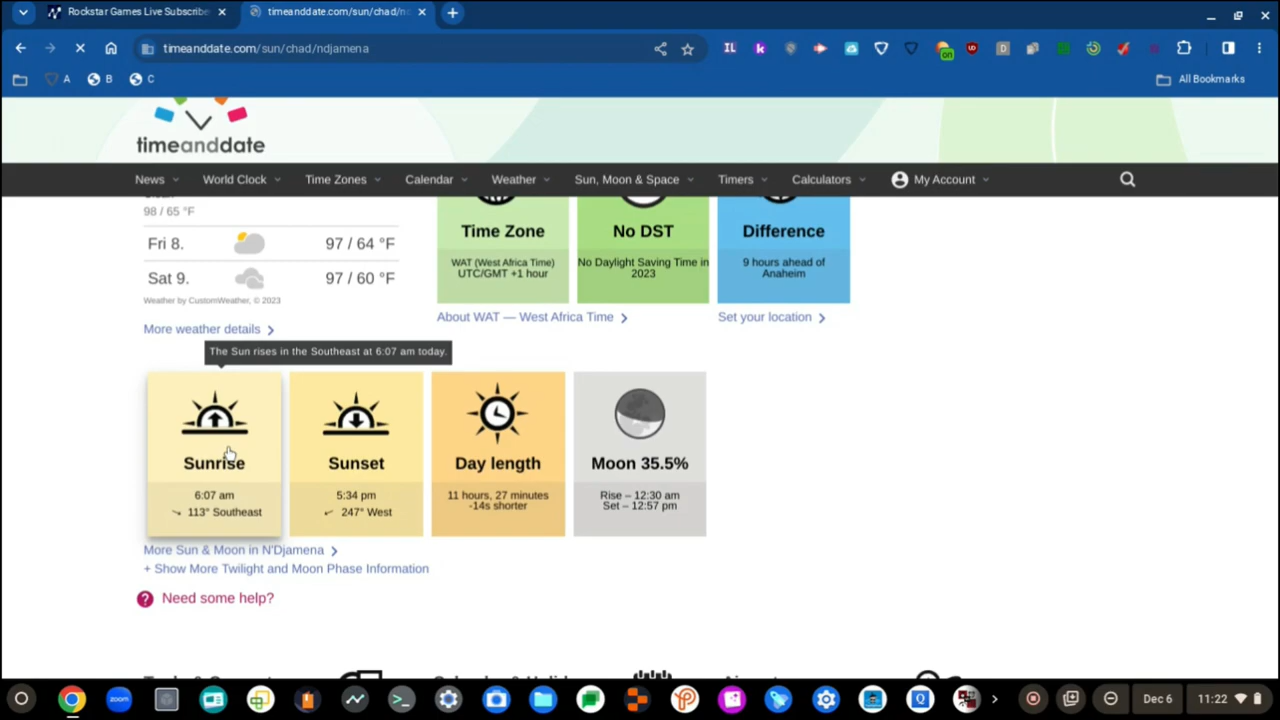 Rockstar Games Live Subscribe
timeanddate.com/sun/chad/n
timeanddate.com/sun/chad/ndjamena
A
B
C
All Bookmarks
timeanddate
News
World Clock
Time Zones
Calendar
Weather
Sun, Moon & Space
Timers
Calculators
My Account
98 / 65 °F
Fri 8.
97 / 64 °F
Sat 9.
97 / 60 °F
Weather by CustomWeather, © 2023
More weather details
Time Zone
WAT (West Africa Time)
UTC/GMT +1 hour
No DST
No Daylight Saving Time in
2023
Difference
9 hours ahead of
Anaheim
About WAT — West Africa Time
Set your location
The Sun rises in the Southeast at 6:07 am today.
Sunrise
6:07 am
113° Southeast
Sunset
5:34 pm
247° West
Day length
11 hours, 27 minutes
-14s shorter
Moon 35.5%
Rise – 12:30 am
Set – 12:57 pm
More Sun & Moon in N'Djamena
+ Show More Twilight and Moon Phase Information
? Need some help?
IL
k
on
D
zoom
Q
Dec 6
11:22